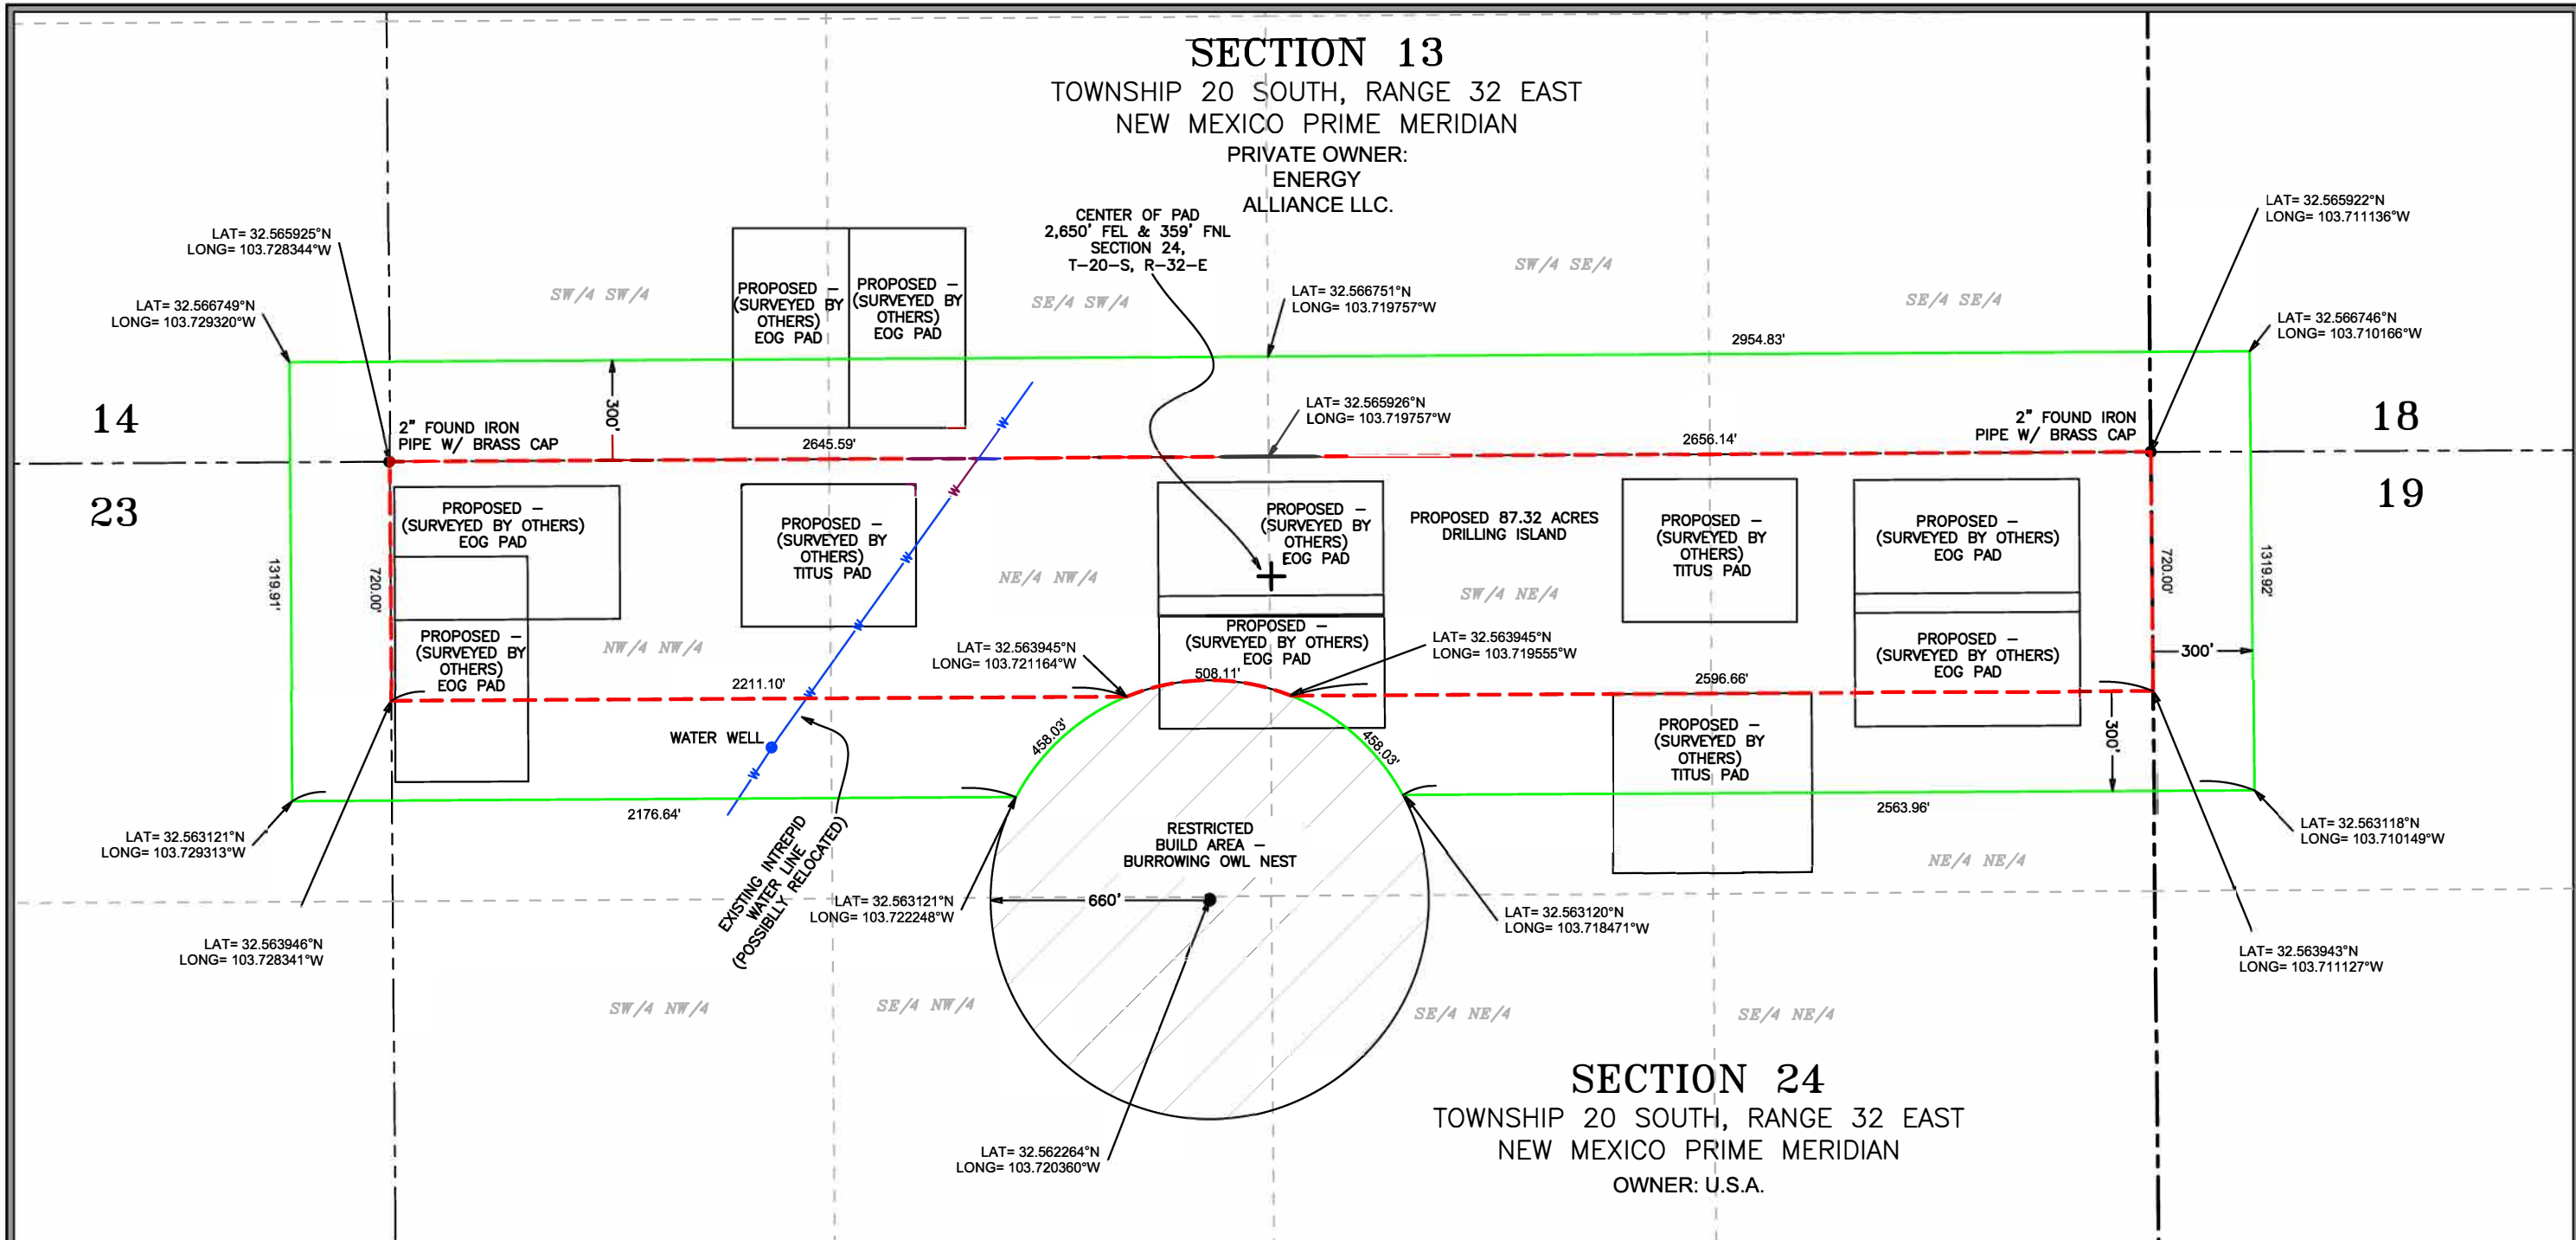 SECTION 13
TOWNSHIP 20 SOUTH, RANGE 32 EAST
NEW MEXICO PRIME MERIDIAN
PRIVATE OWNER:
ENERGY
ALLIANCE LLC.
CENTER OF PAD
2,650' FEL & 359' FNL
SECTION 24,
T-20-S, R-32-E
LAT= 32.565925°N
LONG= 103.728344°W
LAT= 32.566749°N
LONG= 103.729320°W
LAT= 32.565922°N
LONG= 103.711136°W
LAT= 32.566746°N
LONG= 103.710166°W
LAT= 32.566751°N
LONG= 103.719757°W
LAT= 32.565926°N
LONG= 103.719757°W
SW/4 SW/4
SE/4 SW/4
SW/4 SE/4
SE/4 SE/4
PROPOSED –
(SURVEYED BY
OTHERS)
EOG PAD
PROPOSED –
(SURVEYED BY
OTHERS)
EOG PAD
2954.83'
300'
14
23
18
19
2" FOUND IRON
PIPE W/ BRASS CAP
2645.59'
2656.14'
2" FOUND IRON
PIPE W/ BRASS CAP
W
W
W
W
W
W
1319.91'
720.00'
PROPOSED –
(SURVEYED BY OTHERS)
EOG PAD
PROPOSED –
(SURVEYED BY
OTHERS)
EOG PAD
PROPOSED –
(SURVEYED BY
OTHERS)
TITUS PAD
NW/4 NW/4
NE/4 NW/4
PROPOSED –
(SURVEYED BY
OTHERS)
EOG PAD
PROPOSED –
(SURVEYED BY OTHERS)
EOG PAD
PROPOSED 87.32 ACRES
DRILLING ISLAND
SW/4 NE/4
PROPOSED –
(SURVEYED BY
OTHERS)
TITUS PAD
PROPOSED –
(SURVEYED BY OTHERS)
EOG PAD
PROPOSED –
(SURVEYED BY OTHERS)
EOG PAD
720.00'
1319.92'
300'
300'
LAT= 32.563945°N
LONG= 103.721164°W
LAT= 32.563945°N
LONG= 103.719555°W
2211.10'
508.11'
2596.66'
458.03'
458.03'
WATER WELL
PROPOSED –
(SURVEYED BY
OTHERS)
TITUS PAD
2176.64'
2563.96'
EXISTING INTREPID
WATER LINE
(POSSIBLLY RELOCATED)
RESTRICTED
BUILD AREA –
BURROWING OWL NEST
660'
LAT= 32.563121°N
LONG= 103.729313°W
LAT= 32.563121°N
LONG= 103.722248°W
LAT= 32.563120°N
LONG= 103.718471°W
LAT= 32.563118°N
LONG= 103.710149°W
NE/4 NE/4
LAT= 32.563946°N
LONG= 103.728341°W
LAT= 32.563943°N
LONG= 103.711127°W
SW/4 NW/4
SE/4 NW/4
SE/4 NE/4
SE/4 NE/4
LAT= 32.562264°N
LONG= 103.720360°W
SECTION 24
TOWNSHIP 20 SOUTH, RANGE 32 EAST
NEW MEXICO PRIME MERIDIAN
OWNER: U.S.A.